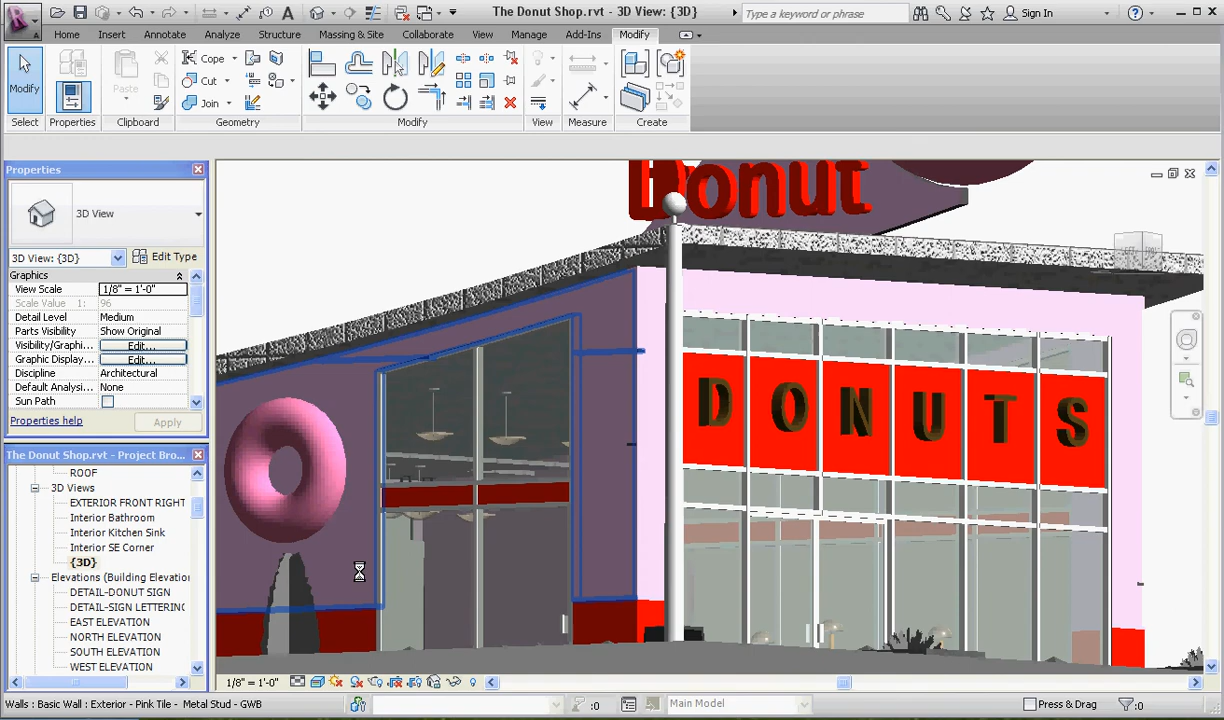 The Donut Shop.rvt - 3D View: {3D}
Type a keyword or phrase
Sign In
Home Insert Annotate Analyze Structure Massing & Site Collaborate View Manage Add-Ins Modify
Modify
Paste
Cope
Cut
Join
Select Properties Clipboard Geometry Modify View Measure Create
Properties
3D View
3D View: {3D}
Edit Type
Graphics
View Scale 1/8" = 1'-0"
Scale Value 1: 96
Detail Level Medium
Parts Visibility Show Original
Visibility/Graphi... Edit...
Graphic Display... Edit...
Discipline Architectural
Default Analysi... None
Sun Path
Properties help
Apply
The Donut Shop.rvt - Project Bro...
ROOF
3D Views
EXTERIOR FRONT RIGHT
Interior Bathroom
Interior Kitchen Sink
Interior SE Corner
{3D}
Elevations (Building Elevation
DETAIL-DONUT SIGN
DETAIL-SIGN LETTERING
EAST ELEVATION
NORTH ELEVATION
SOUTH ELEVATION
WEST ELEVATION
Donut
DONUTS
1/8" = 1'-0"
Walls : Basic Wall : Exterior - Pink Tile - Metal Stud - GWB
:0
Main Model
Press & Drag
:0